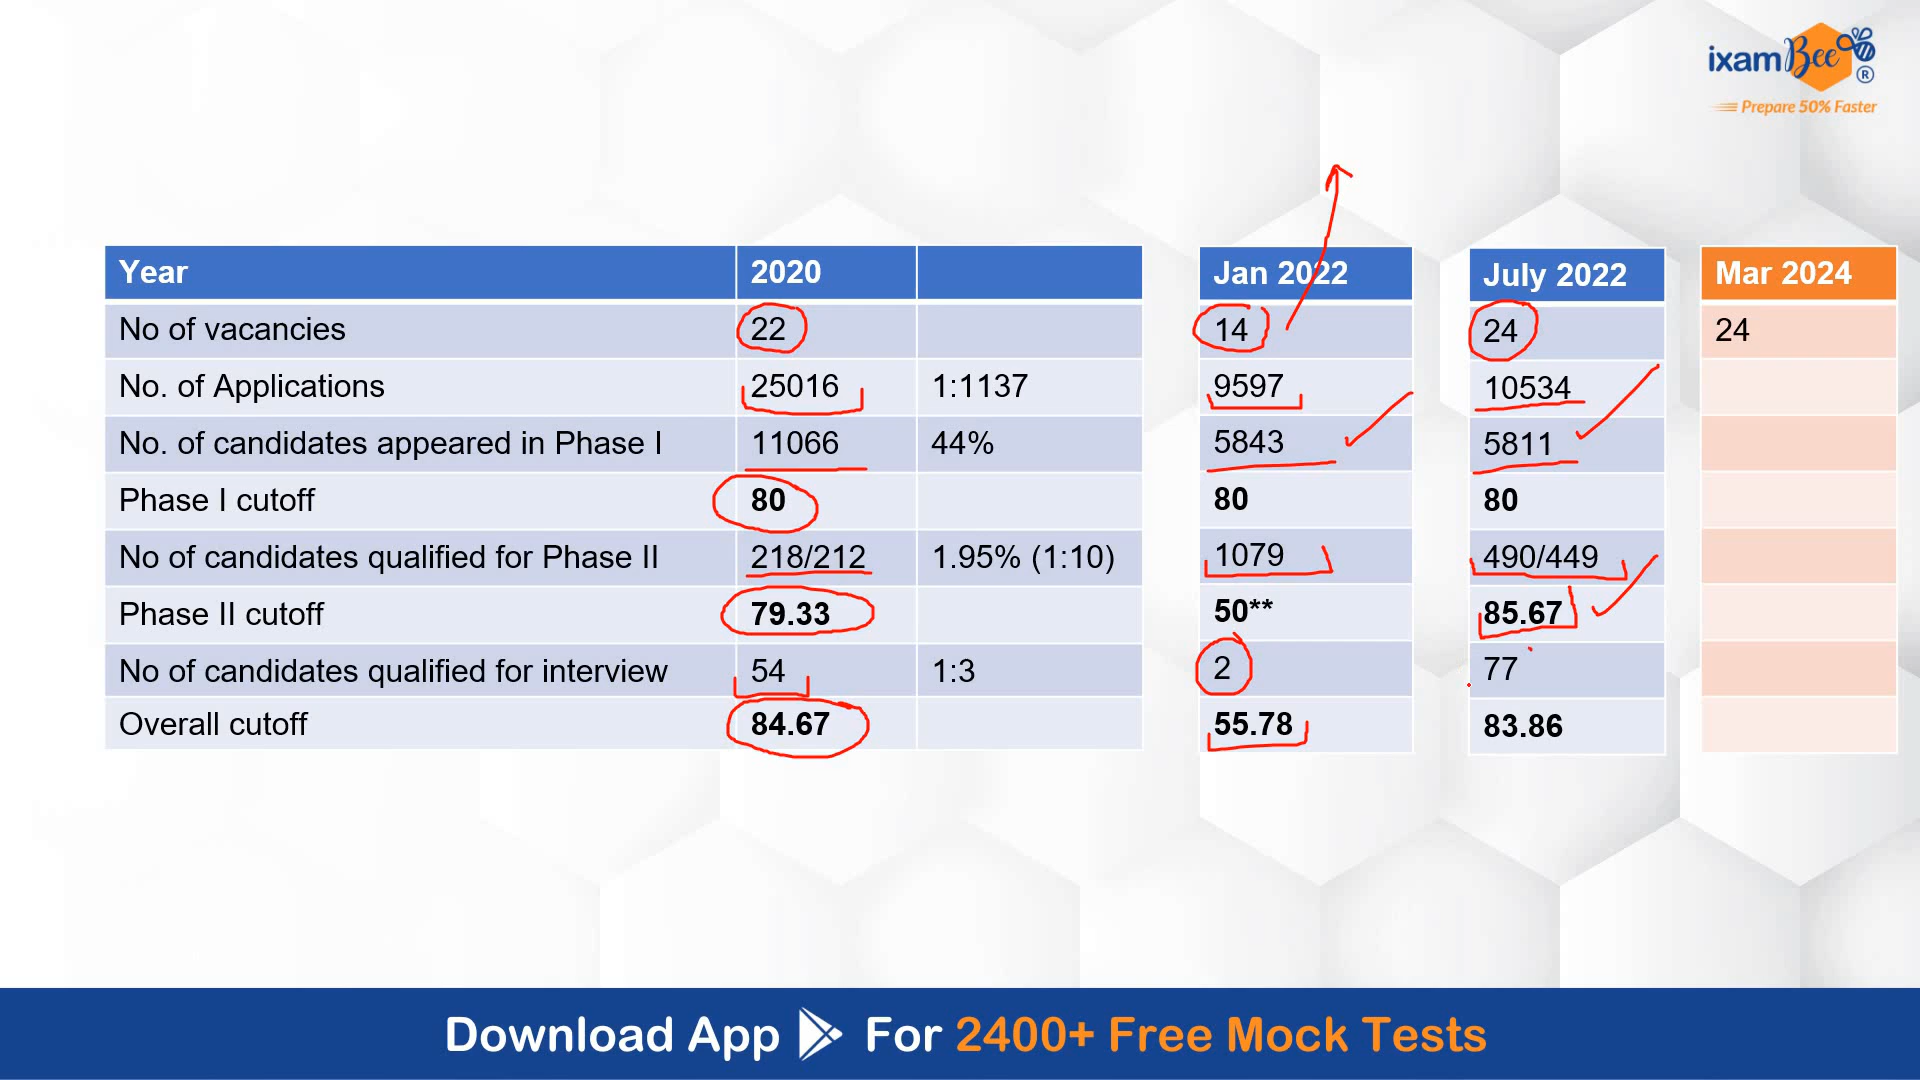 ixamBee ®
Prepare 50% Faster
Year 2020 Jan 2022 July 2022 Mar 2024
No of vacancies 22 14 24 24
No. of Applications 25016 1:1137 9597 10534
No. of candidates appeared in Phase I 11066 44% 5843 5811
Phase I cutoff 80 80 80
No of candidates qualified for Phase II 218/212 1.95% (1:10) 1079 490/449
Phase II cutoff 79.33 50** 85.67
No of candidates qualified for interview 54 1:3 2 77
Overall cutoff 84.67 55.78 83.86
Download App For 2400+ Free Mock Tests